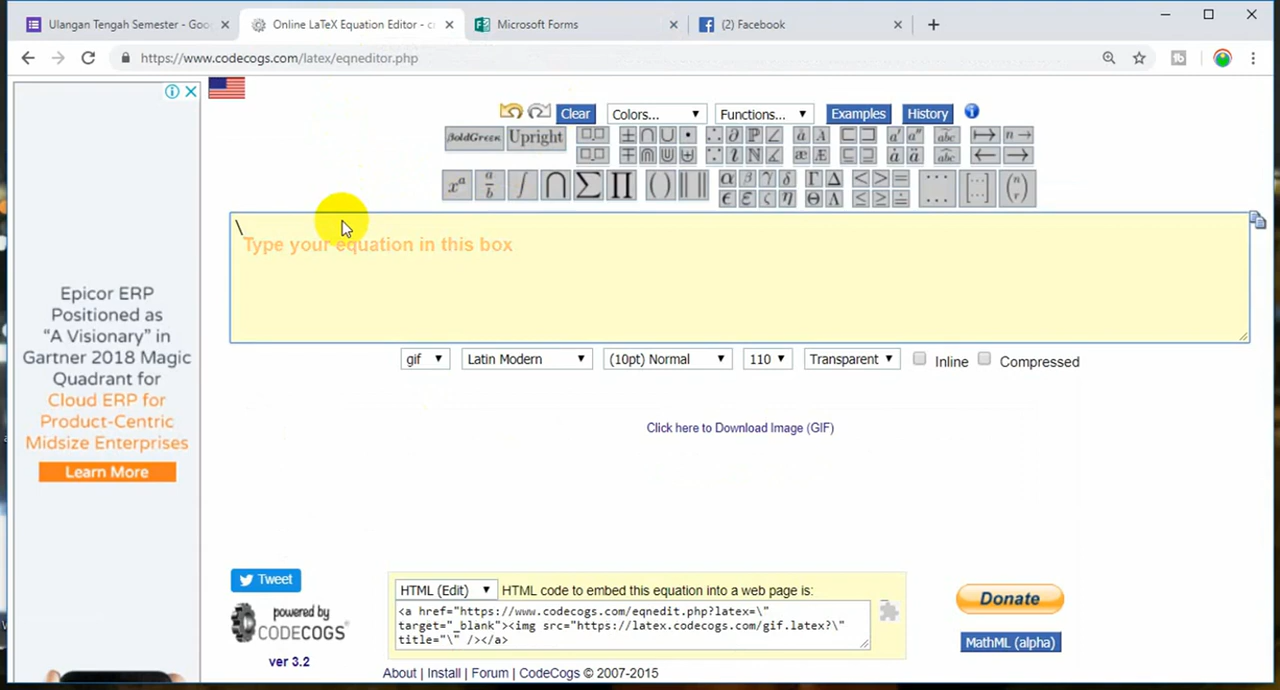 Ulangan Tengah Semester - Goo
Online LaTeX Equation Editor - cr
Microsoft Forms
(2) Facebook
https://www.codecogs.com/latex/eqneditor.php
Clear
Colors...
Functions...
Examples
History
BoldGreek
Upright
\
Type your equation in this box
gif
Latin Modern
(10pt) Normal
110
Transparent
Inline
Compressed
Click here to Download Image (GIF)
Epicor ERP
Positioned as
“A Visionary” in
Gartner 2018 Magic
Quadrant for
Cloud ERP for
Product-Centric
Midsize Enterprises
Learn More
Tweet
powered by
CODECOGS
ver 3.2
HTML (Edit)
HTML code to embed this equation into a web page is:
<a href="https://www.codecogs.com/eqnedit.php?latex=\"
target="_blank"><img src="https://latex.codecogs.com/gif.latex?\"
title="\" /></a>
Donate
MathML (alpha)
About | Install | Forum | CodeCogs © 2007-2015